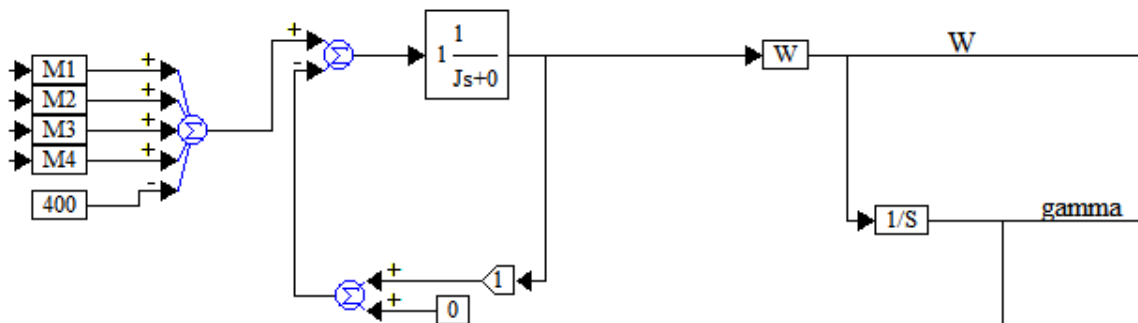 +
1
1
Js+0
W
W
M1
+
Σ
-
M2
+
M3
+
Σ
M4
+
400
-
1/S
gamma
+
1
Σ
+
0